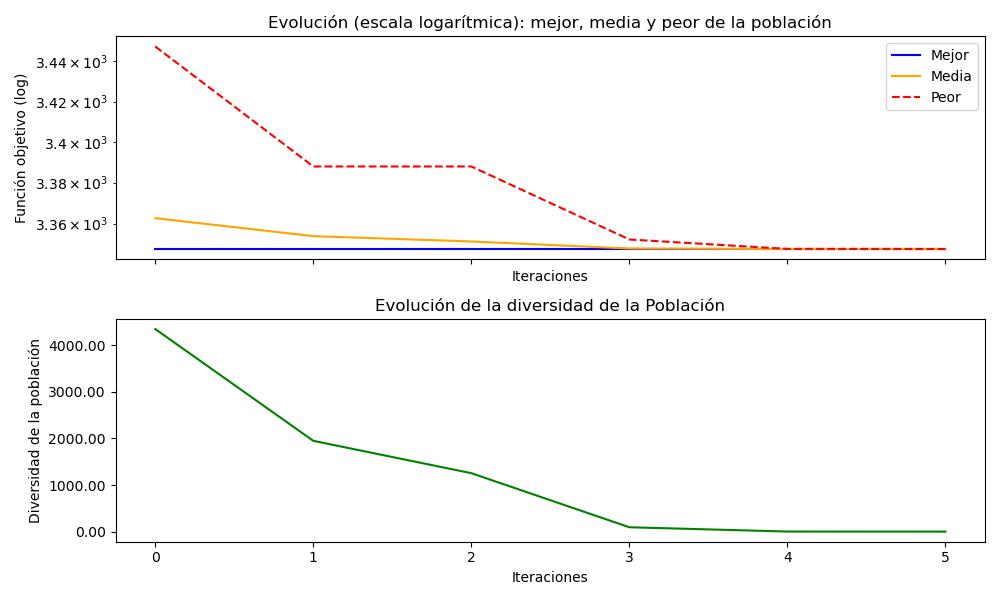 Evolución (escala logarítmica): mejor, media y peor de la población
Función objetivo (log)
3.44 × 10³
3.42 × 10³
3.4 × 10³
3.38 × 10³
3.36 × 10³
Mejor
Media
Peor
Iteraciones
Evolución de la diversidad de la Población
Diversidad de la población
4000.00
3000.00
2000.00
1000.00
0.00
0 1 2 3 4 5
Iteraciones